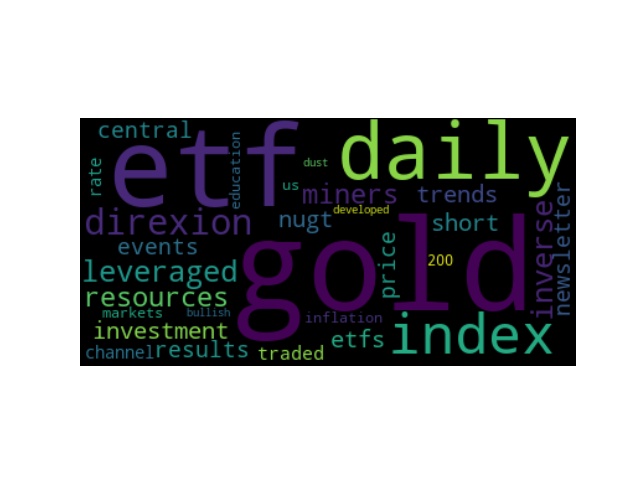 central
etf
daily
rate
education
dust
us
miners
trends
direxion
nugt
developed
short
inverse
newsletter
events
gold
price
200
leveraged
resources
markets
bullish
inflation
index
investment
etfs
channel
results
traded